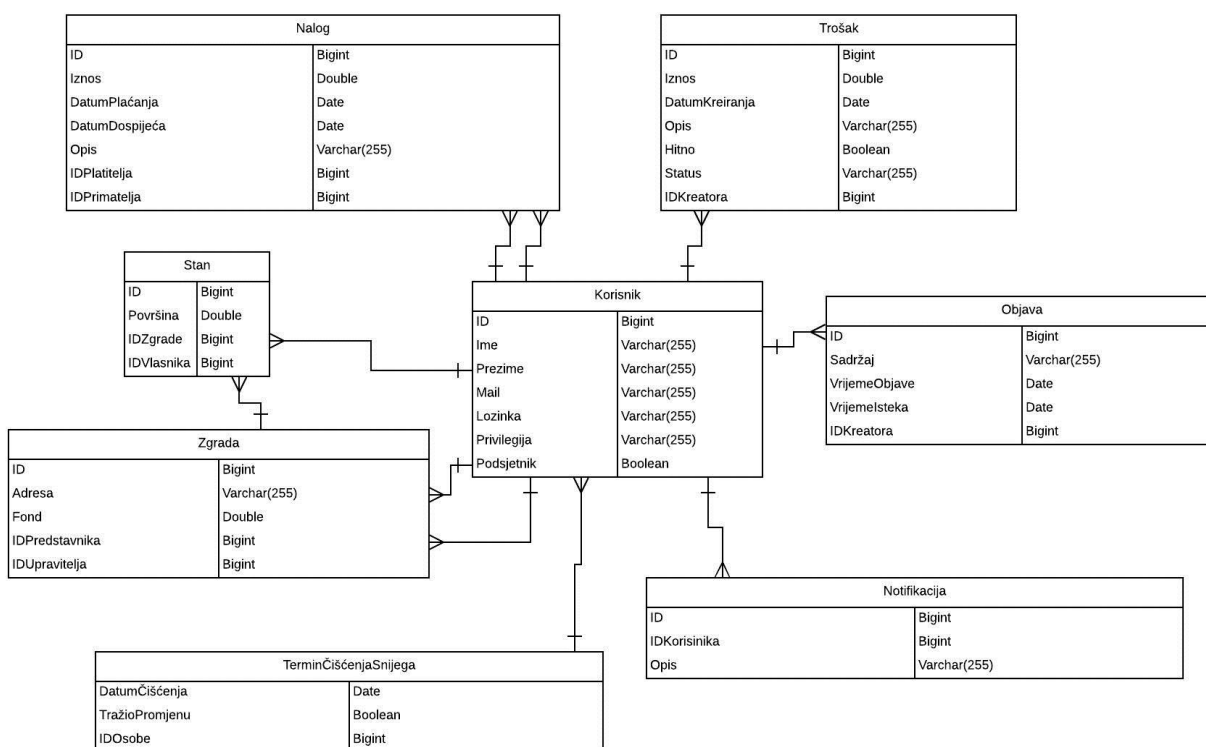 Nalog
ID Bigint
Iznos Double
DatumPlaćanja Date
DatumDospijeća Date
Opis Varchar(255)
IDPlatitelja Bigint
IDPrimatelja Bigint
Trošak
ID Bigint
Iznos Double
DatumKreiranja Date
Opis Varchar(255)
Hitno Boolean
Status Varchar(255)
IDKreatora Bigint
Stan
ID Bigint
Površina Double
IDZgrade Bigint
IDVlasnika Bigint
Korisnik
ID Bigint
Ime Varchar(255)
Prezime Varchar(255)
Mail Varchar(255)
Lozinka Varchar(255)
Privilegija Varchar(255)
Podsjetnik Boolean
Objava
ID Bigint
Sadržaj Varchar(255)
VrijemeObjave Date
VrijemeIsteka Date
IDKreatora Bigint
Zgrada
ID Bigint
Adresa Varchar(255)
Fond Double
IDPredstavnika Bigint
IDUpravitelja Bigint
Notifikacija
ID Bigint
IDKorisinika Bigint
Opis Varchar(255)
TerminČišćenjaSnijega
DatumČišćenja Date
TražioPromjenu Boolean
IDOsobe Bigint